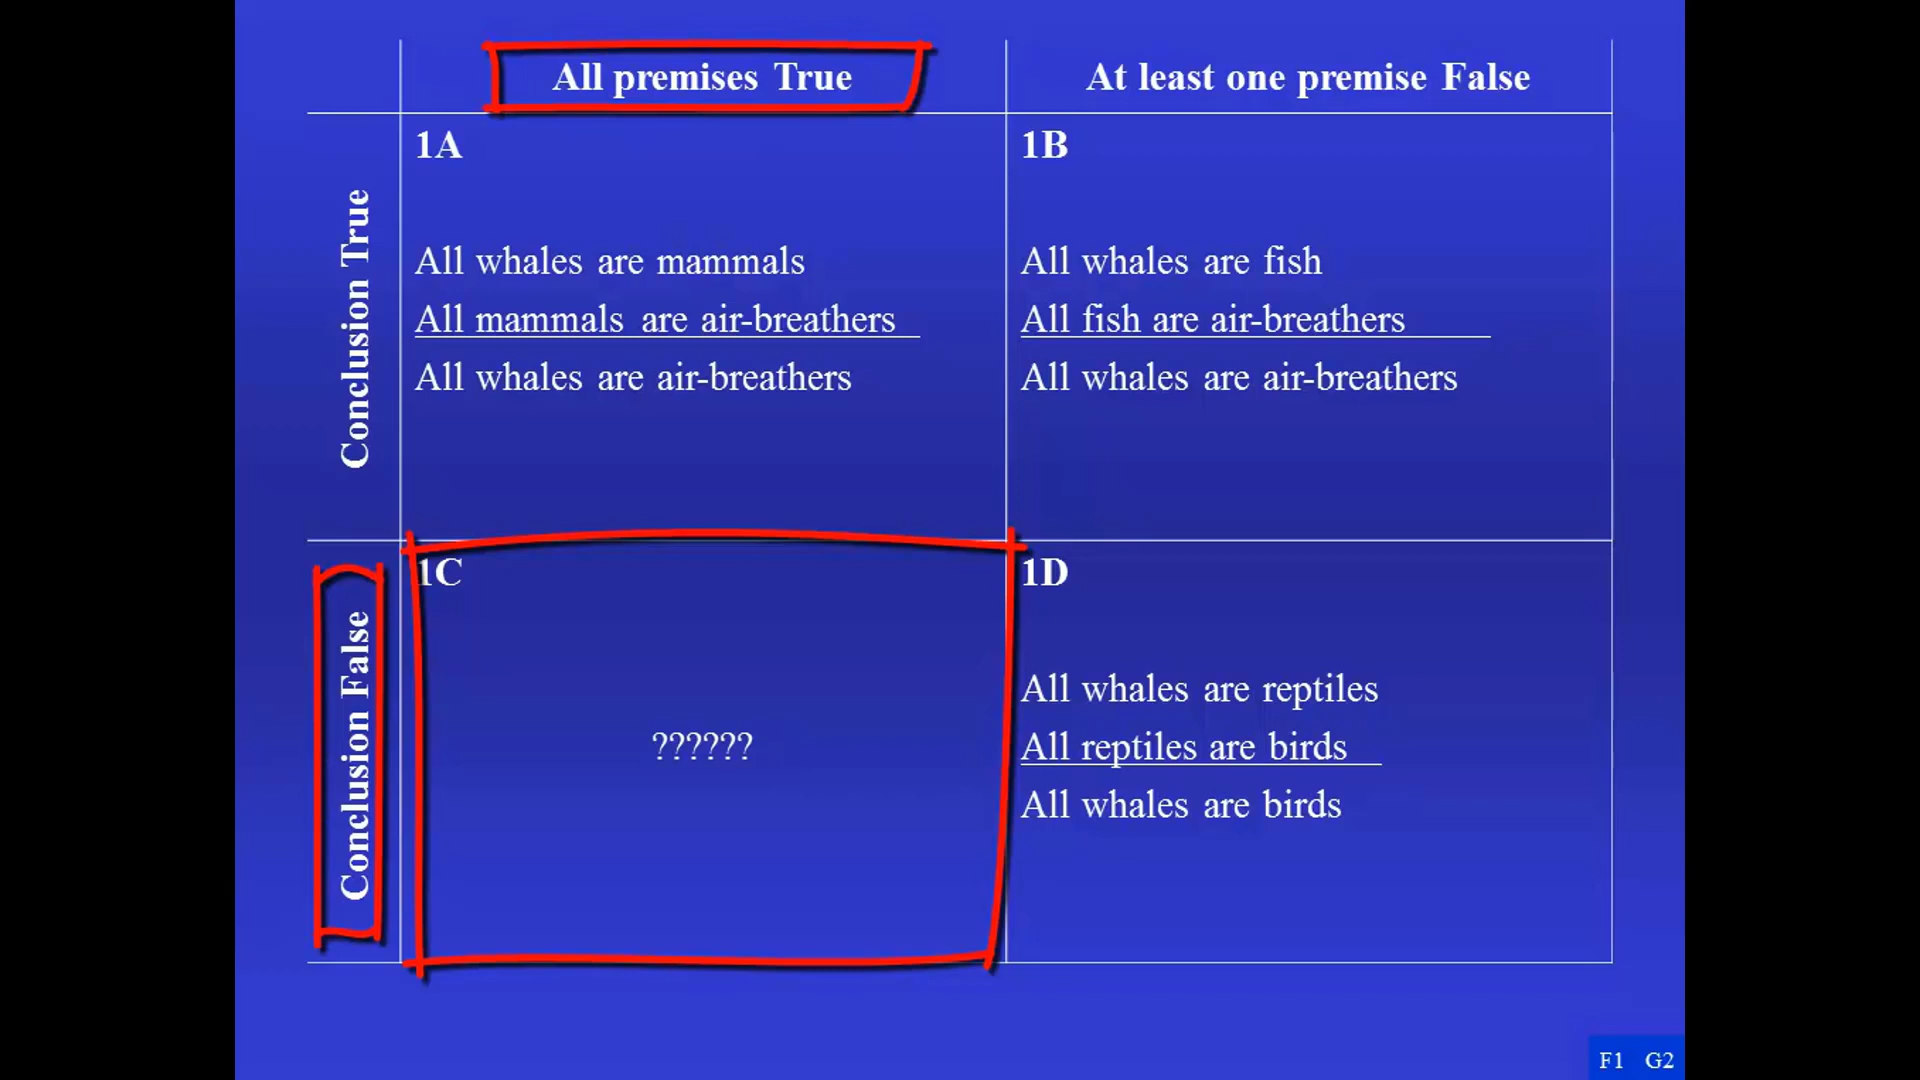 All premises True
At least one premise False
Conclusion True
1A
All whales are mammals
All mammals are air-breathers
All whales are air-breathers
1B
All whales are fish
All fish are air-breathers
All whales are air-breathers
Conclusion False
1C
??????
1D
All whales are reptiles
All reptiles are birds
All whales are birds
F1 G2